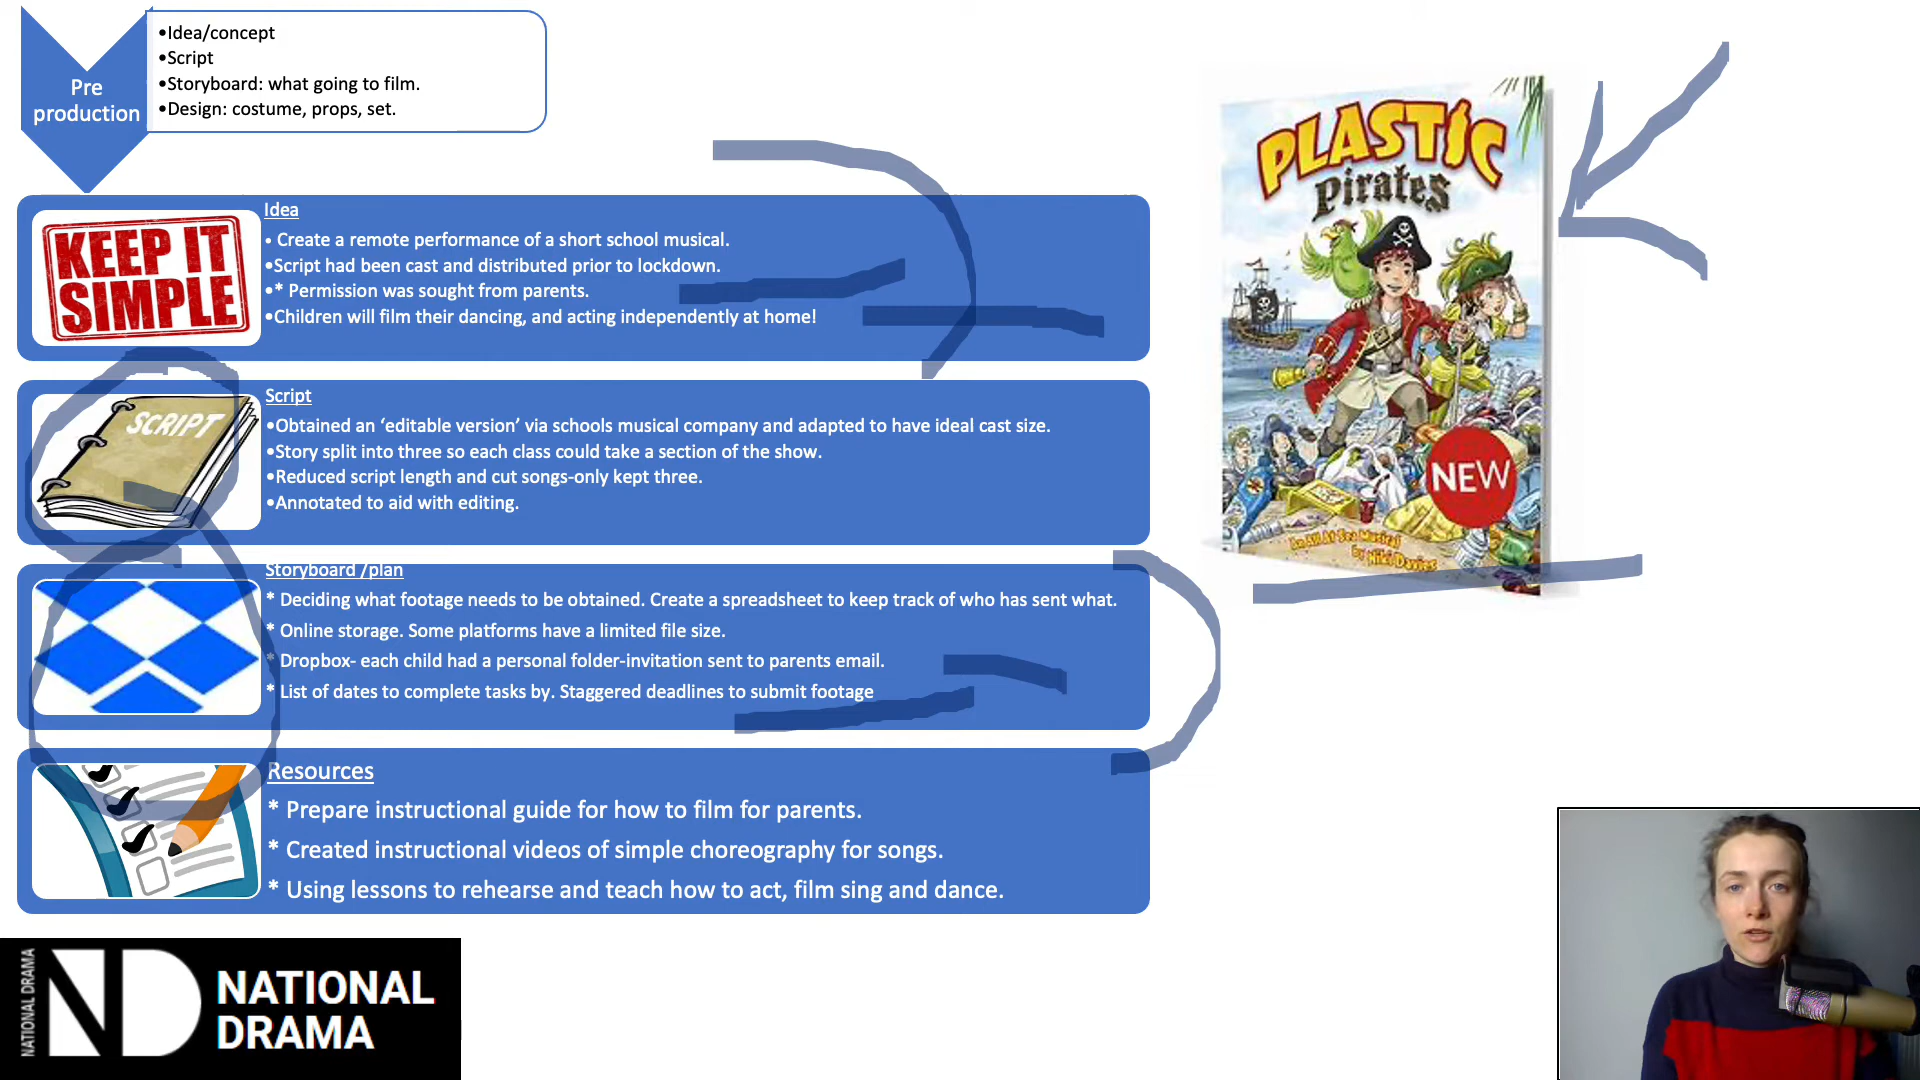 Pre
production
•Idea/concept
•Script
•Storyboard: what going to film.
•Design: costume, props, set.
KEEP IT
SIMPLE
Idea
• Create a remote performance of a short school musical.
•Script had been cast and distributed prior to lockdown.
•* Permission was sought from parents.
•Children will film their dancing, and acting independently at home!
SCRIPT
Script
•Obtained an ‘editable version’ via schools musical company and adapted to have ideal cast size.
•Story split into three so each class could take a section of the show.
•Reduced script length and cut songs-only kept three.
•Annotated to aid with editing.
Storyboard /plan
* Deciding what footage needs to be obtained. Create a spreadsheet to keep track of who has sent what.
* Online storage. Some platforms have a limited file size.
* Dropbox- each child had a personal folder-invitation sent to parents email.
* List of dates to complete tasks by. Staggered deadlines to submit footage
Resources
* Prepare instructional guide for how to film for parents.
* Created instructional videos of simple choreography for songs.
* Using lessons to rehearse and teach how to act, film sing and dance.
PLASTIC
Pirates
NEW
An All At Sea Musical
by Niki Davies
NATIONAL DRAMA
ND
NATIONAL
DRAMA